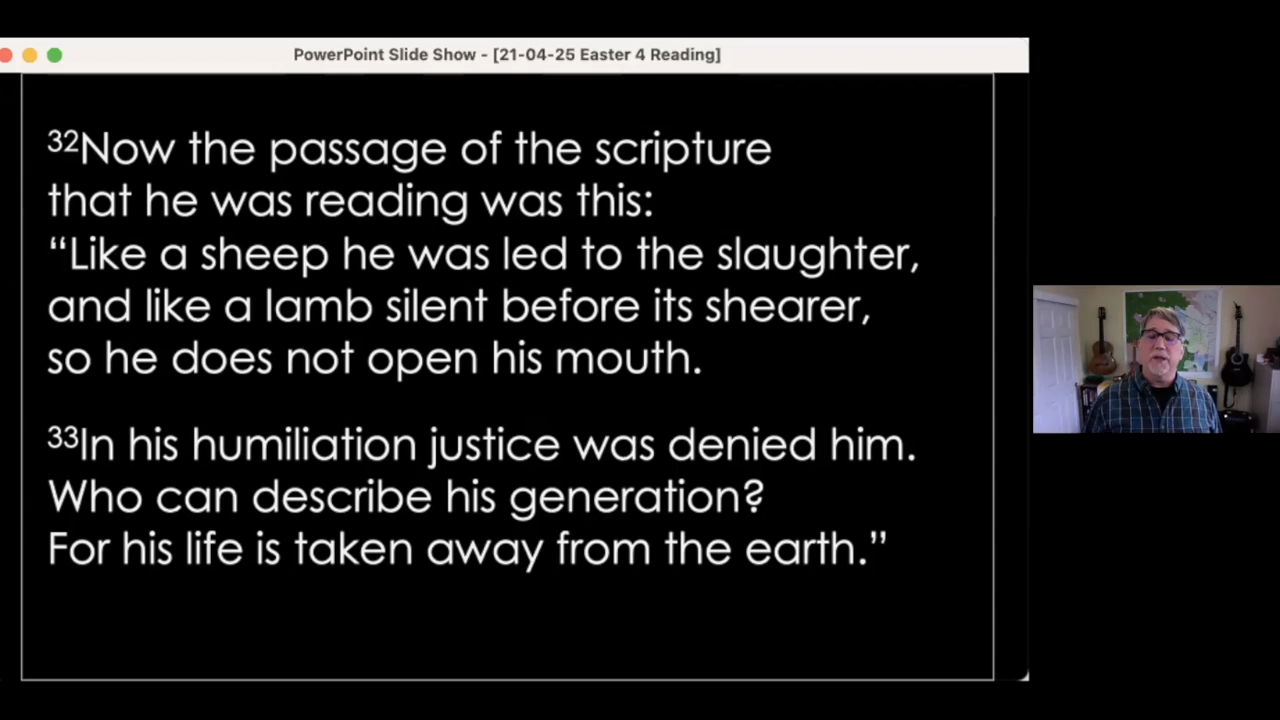 PowerPoint Slide Show - [21-04-25 Easter 4 Reading]
32Now the passage of the scripture
that he was reading was this:
“Like a sheep he was led to the slaughter,
and like a lamb silent before its shearer,
so he does not open his mouth.
33In his humiliation justice was denied him.
Who can describe his generation?
For his life is taken away from the earth.”